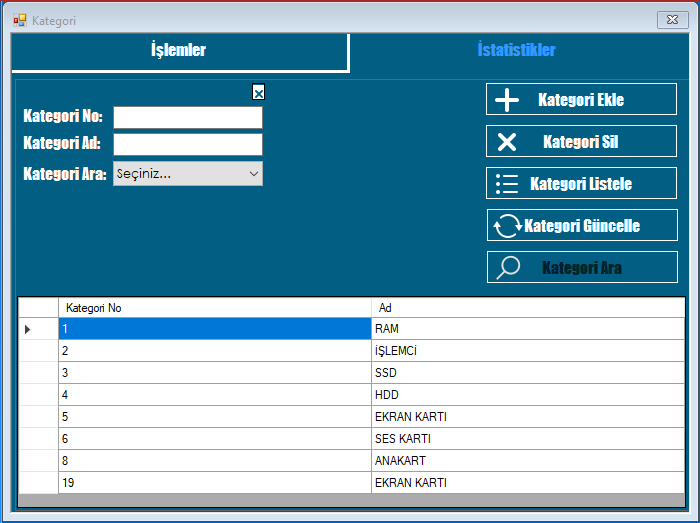 Kategori
İşlemler
İstatistikler
Kategori No:
Kategori Ad:
Kategori Ara: Seçiniz...
Kategori Ekle
Kategori Sil
Kategori Listele
Kategori Güncelle
Kategori Ara
Kategori No Ad
1 RAM
2 İŞLEMCİ
3 SSD
4 HDD
5 EKRAN KARTI
6 SES KARTI
8 ANAKART
19 EKRAN KARTI